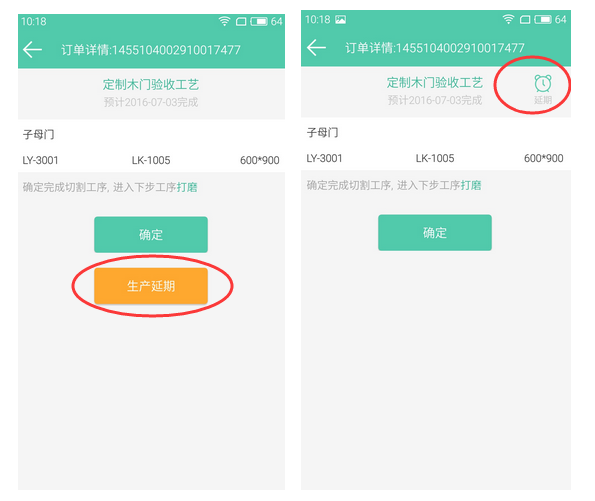 10:18
64
订单详情:1455104002910017477
定制木门验收工艺
预计2016-07-03完成
子母门
LY-3001 LK-1005 600*900
确定完成切割工序, 进入下步工序打磨
确定
生产延期
10:18
64
订单详情:1455104002910017477
定制木门验收工艺
预计2016-07-03完成
延期
子母门
LY-3001 LK-1005 600*900
确定完成切割工序, 进入下步工序打磨
确定